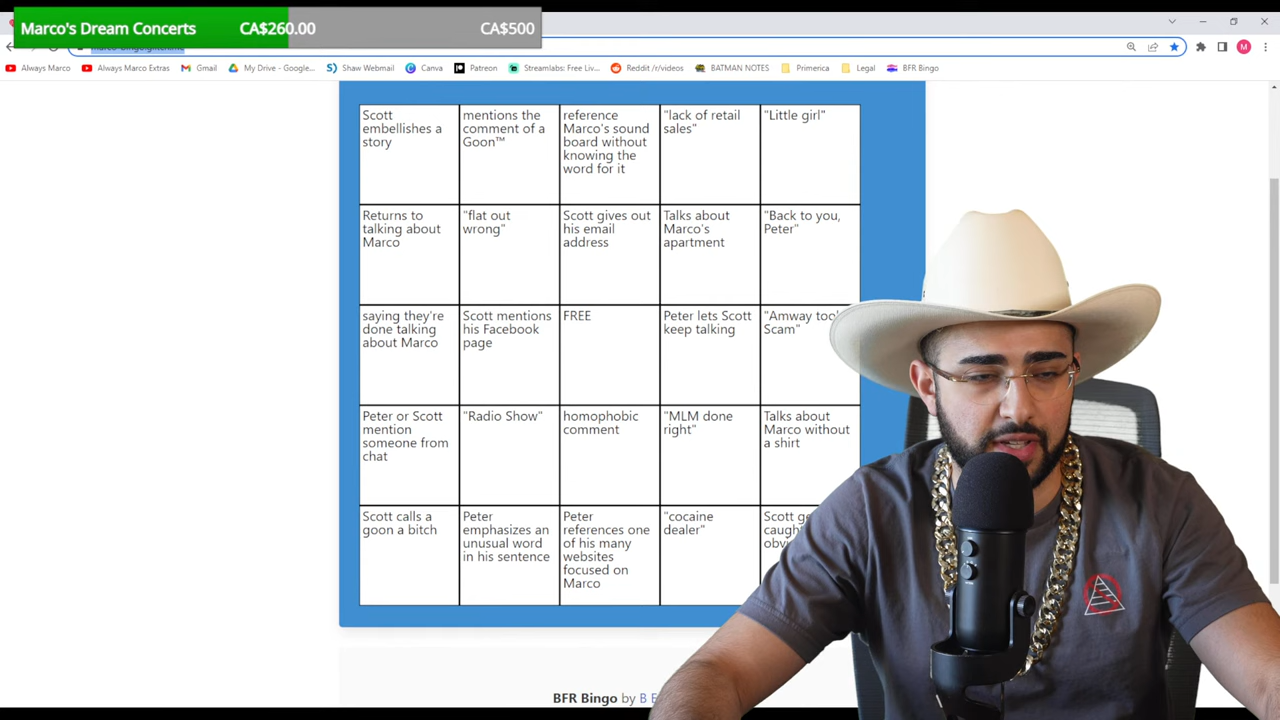 Marco's Dream Concerts CA$260.00 CA$500
Always Marco
Always Marco Extras
Gmail
My Drive - Google...
Shaw Webmail
Canva
Patreon
Streamlabs: Free Liv...
Reddit /r/videos
BATMAN NOTES
Primerica
Legal
BFR Bingo
Scott
embellishes a
story
mentions the
comment of a
Goon™
reference
Marco's sound
board without
knowing the
word for it
"lack of retail
sales"
"Little girl"
Returns to
talking about
Marco
"flat out
wrong"
Scott gives out
his email
address
Talks about
Marco's
apartment
"Back to you,
Peter"
saying they're
done talking
about Marco
Scott mentions
his Facebook
page
FREE
Peter lets Scott
keep talking
"Amway
Scam"
Peter or Scott
mention
someone from
chat
"Radio Show"
homophobic
comment
"MLM done
right"
Talks about
Marco without
a shirt
Scott calls a
goon a bitch
Peter
emphasizes an
unusual word
in his sentence
Peter
references one
of his many
websites
focused on
Marco
"cocaine
dealer"
Scott
BFR Bingo by B